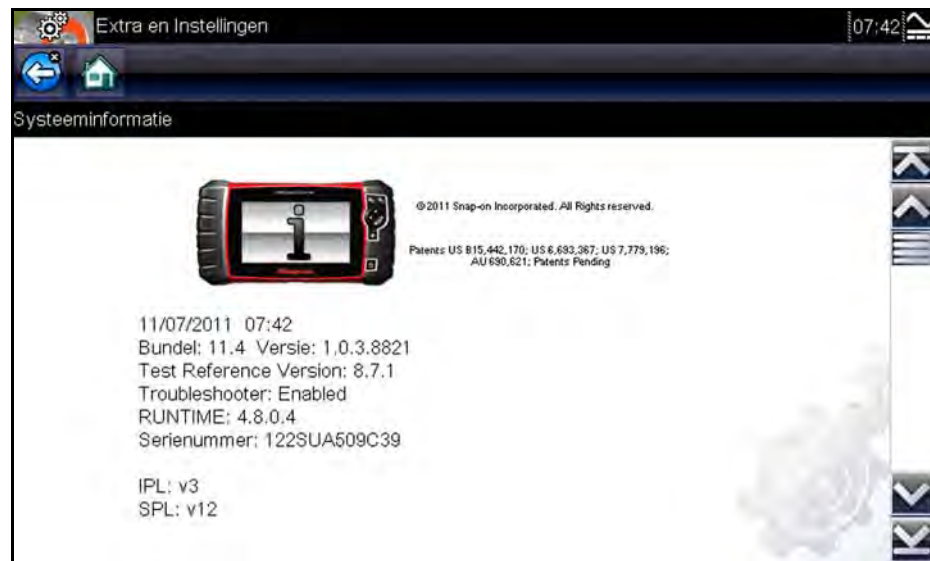 Extra en Instellingen
07:42
Systeeminformatie
©2011 Snap-on Incorporated. All Rights reserved.
Patents US B15,442,170; US 6,693,367; US 7,779,196;
AU 690,621; Patents Pending
11/07/2011 07:42
Bundel: 11.4 Versie: 1.0.3.8821
Test Reference Version: 8.7.1
Troubleshooter: Enabled
RUNTIME: 4.8.0.4
Serienummer: 122SUA509C39
IPL: v3
SPL: v12